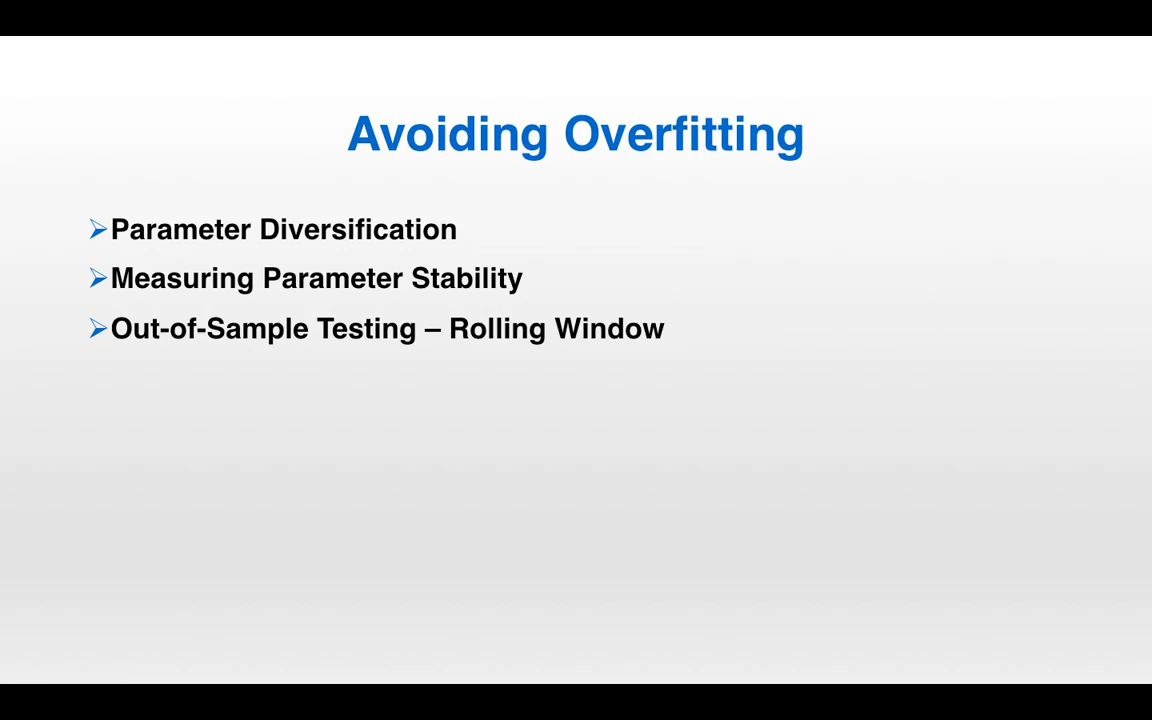 Avoiding Overfitting
➢Parameter Diversification
➢Measuring Parameter Stability
➢Out-of-Sample Testing – Rolling Window